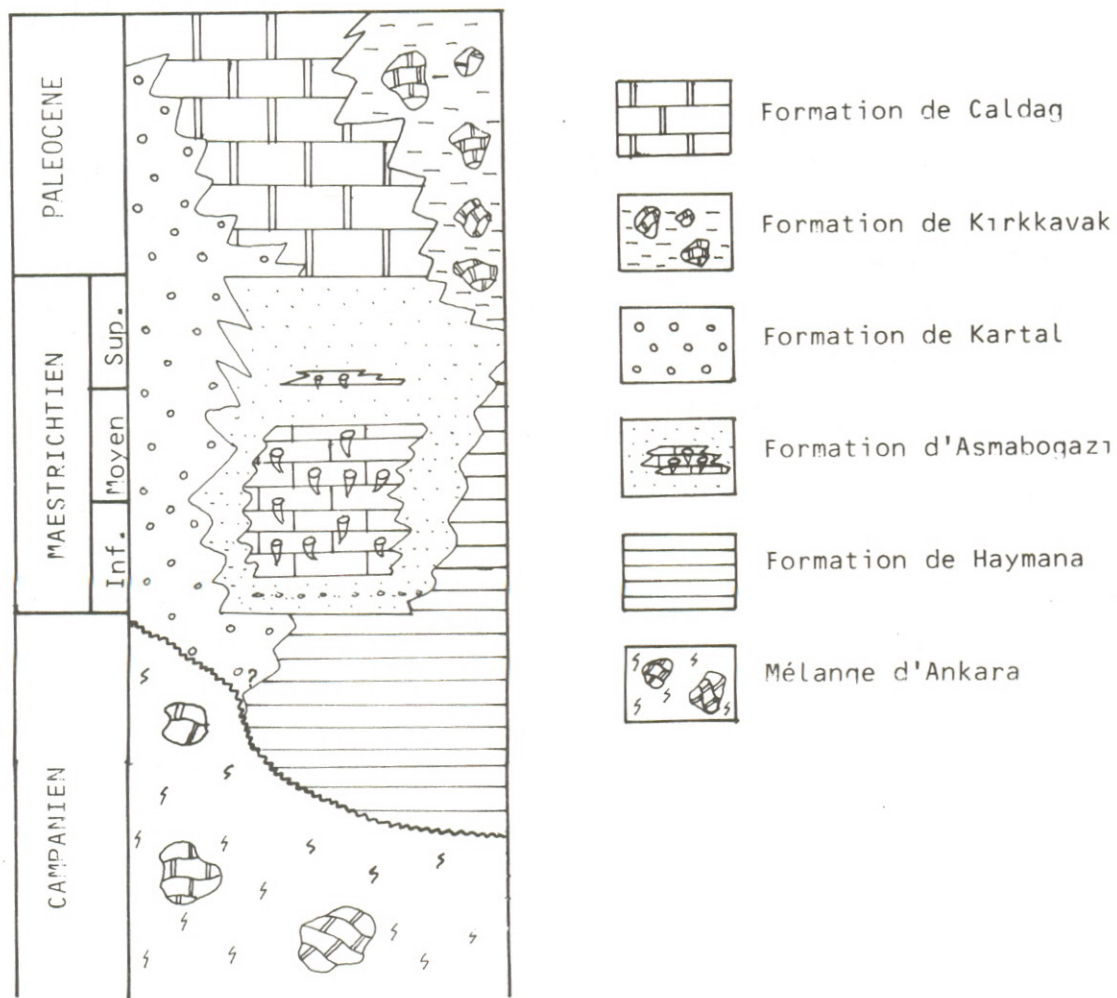 PALEOCENE
MAESTRICHTIEN
Sup.
Moyen
Inf.
CAMPANIEN
?
Formation de Caldag
Formation de Kırkkavak
Formation de Kartal
Formation d'Asmabogazı
Formation de Haymana
Mélange d'Ankara